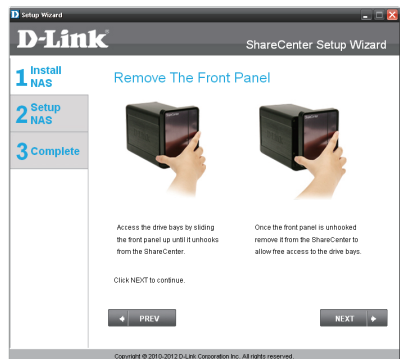 Setup Wizard
D-Link
ShareCenter Setup Wizard
1 Install
NAS
2 Setup
NAS
3 Complete
Remove The Front Panel
Access the drive bays by sliding
the front panel up until it unhooks
from the ShareCenter.
Once the front panel is unhooked
remove it from the ShareCenter to
allow free access to the drive bays.
Click NEXT to continue.
PREV
NEXT
Copyright © 2010-2012 D-Link Corporation Inc. All rights reserved.